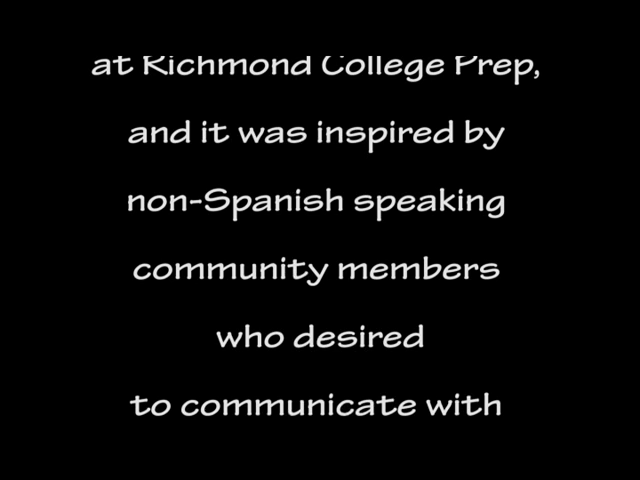 at Richmond College Prep,
and it was inspired by
non-Spanish speaking
community members
who desired
to communicate with